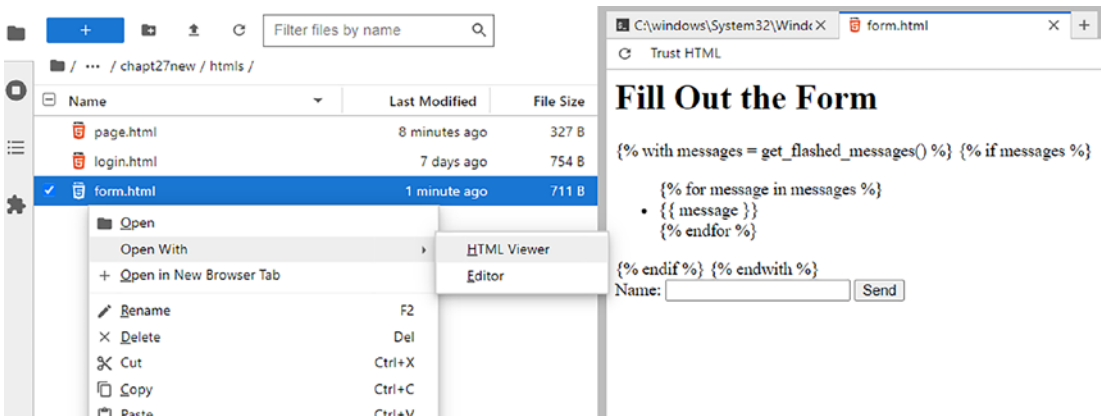 +
Filter files by name
/ ··· / chapt27new / htmls /
Name Last Modified File Size
page.html 8 minutes ago 327 B
login.html 7 days ago 754 B
form.html 1 minute ago 711 B
Open
Open With
HTML Viewer
Editor
+ Open in New Browser Tab
Rename F2
Delete Del
Cut Ctrl+X
Copy Ctrl+C
Paste Ctrl+V
C:\windows\System32\Wind
form.html
+
Trust HTML
Fill Out the Form
{% with messages = get_flashed_messages() %} {% if messages %}
{% for message in messages %}
• {{ message }}
{% endfor %}
{% endif %} {% endwith %}
Name: Send